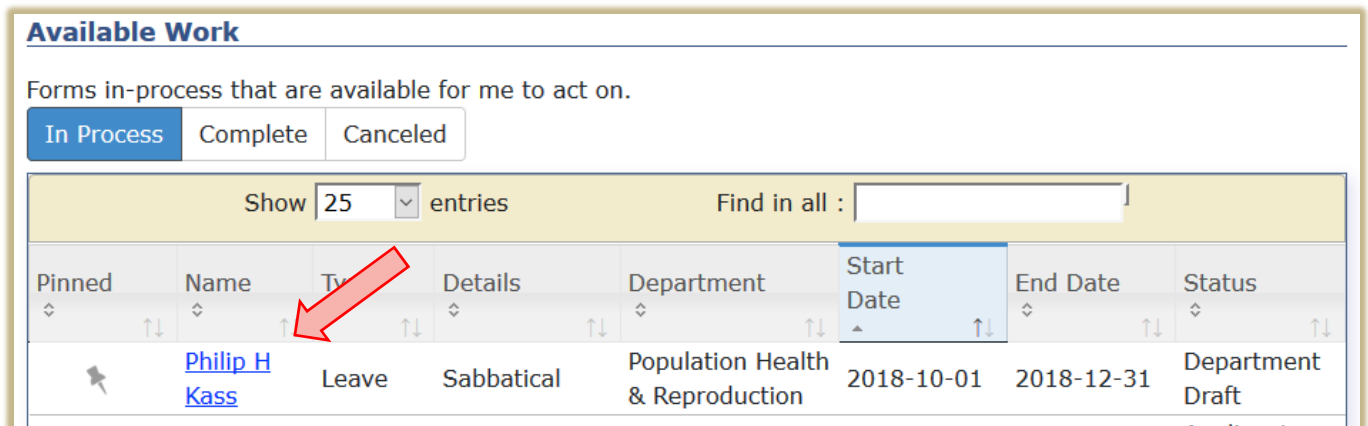 Available Work
Forms in-process that are available for me to act on.
In Process Complete Canceled
Show 25 entries Find in all :
Pinned Name Details Department Start Date End Date Status
Philip H Kass Leave Sabbatical Population Health & Reproduction 2018-10-01 2018-12-31 Department Draft